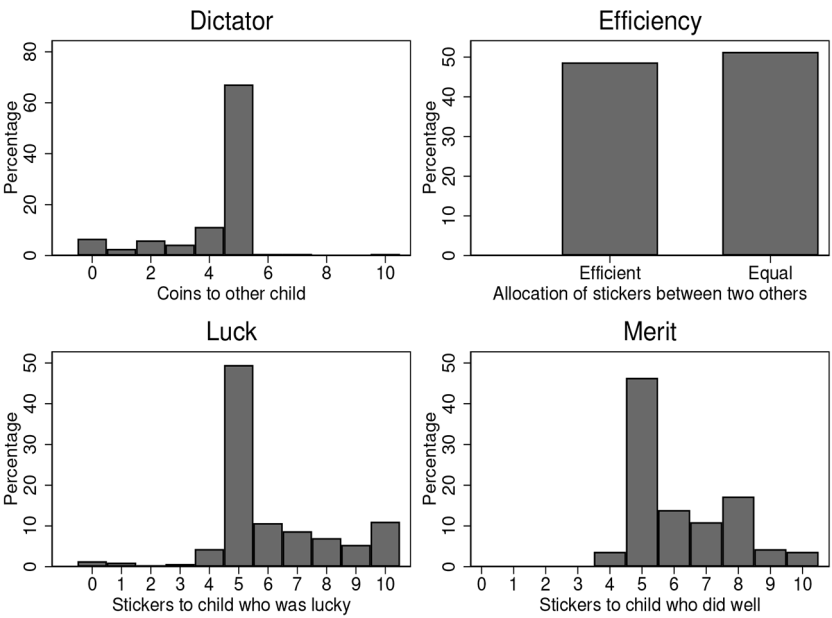 Dictator
Percentage
80
60
40
20
0
0 2 4 6 8 10
Coins to other child
Efficiency
Percentage
50
40
30
20
10
0
Efficient Equal
Allocation of stickers between two others
Luck
Percentage
50
40
30
20
10
0
0 1 2 3 4 5 6 7 8 9 10
Stickers to child who was lucky
Merit
Percentage
50
40
30
20
10
0
0 1 2 3 4 5 6 7 8 9 10
Stickers to child who did well